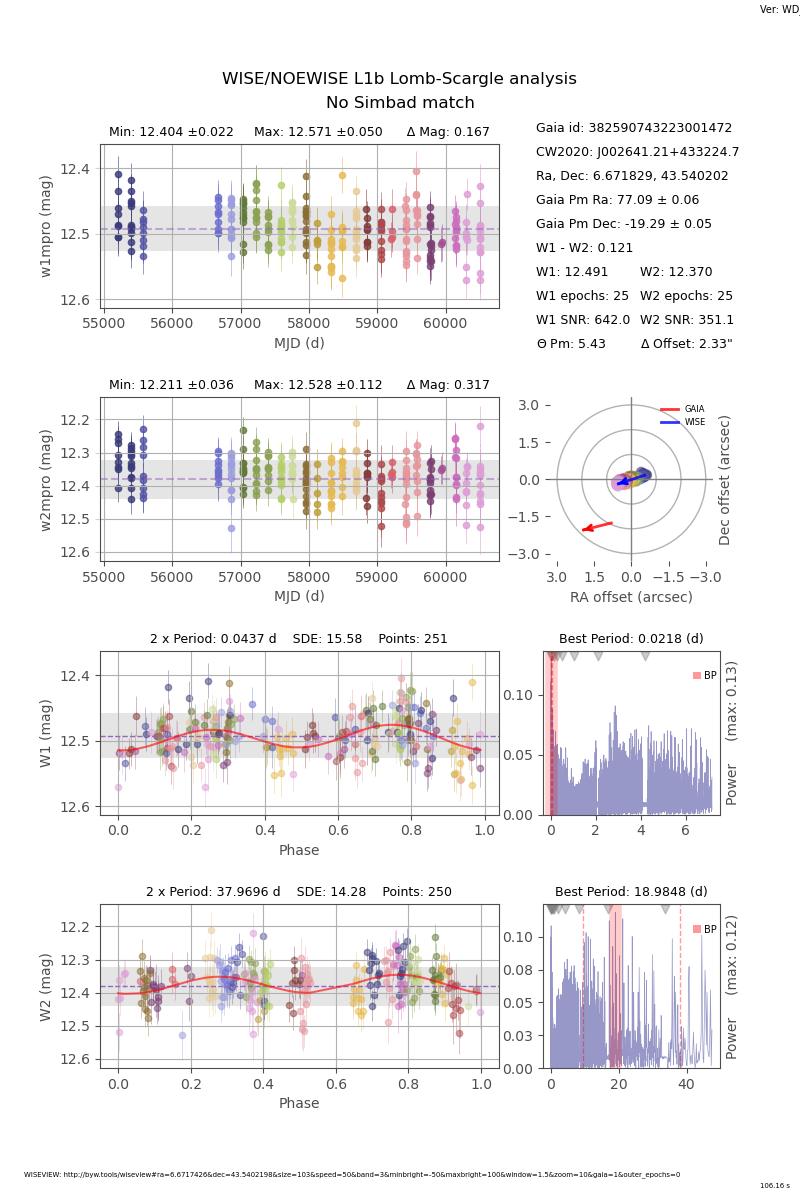 Ver: WD_
WISE/NOEWISE L1b Lomb-Scargle analysis
No Simbad match
Min: 12.404 ±0.022 Max: 12.571 ±0.050 Δ Mag: 0.167
12.4
12.5
12.6
w1mpro (mag)
55000 56000 57000 58000 59000 60000
MJD (d)
Gaia id: 382590743223001472
CW2020: J002641.21+433224.7
Ra, Dec: 6.671829, 43.540202
Gaia Pm Ra: 77.09 ± 0.06
Gaia Pm Dec: -19.29 ± 0.05
W1 - W2: 0.121
W1: 12.491 W2: 12.370
W1 epochs: 25 W2 epochs: 25
W1 SNR: 642.0 W2 SNR: 351.1
Θ Pm: 5.43 Δ Offset: 2.33"
Min: 12.211 ±0.036 Max: 12.528 ±0.112 Δ Mag: 0.317
12.2
12.3
12.4
12.5
12.6
w2mpro (mag)
55000 56000 57000 58000 59000 60000
MJD (d)
GAIA
WISE
3.0
1.5
0.0
−1.5
−3.0
Dec offset (arcsec)
3.0 1.5 0.0 −1.5 −3.0
RA offset (arcsec)
2 x Period: 0.0437 d SDE: 15.58 Points: 251
12.4
12.5
12.6
W1 (mag)
0.0 0.2 0.4 0.6 0.8 1.0
Phase
Best Period: 0.0218 (d)
BP
0.10
0.05
0.00
Power (max: 0.13)
0 2 4 6
2 x Period: 37.9696 d SDE: 14.28 Points: 250
12.2
12.3
12.4
12.5
12.6
W2 (mag)
0.0 0.2 0.4 0.6 0.8 1.0
Phase
Best Period: 18.9848 (d)
BP
0.10
0.08
0.05
0.03
0.00
Power (max: 0.12)
0 20 40
WISEVIEW: http://byw.tools/wiseview#ra=6.6717426&dec=43.5402198&size=103&speed=50&band=3&minbright=-50&maxbright=100&window=1.5&zoom=10&gaia=1&outer_epochs=0
106.16 s